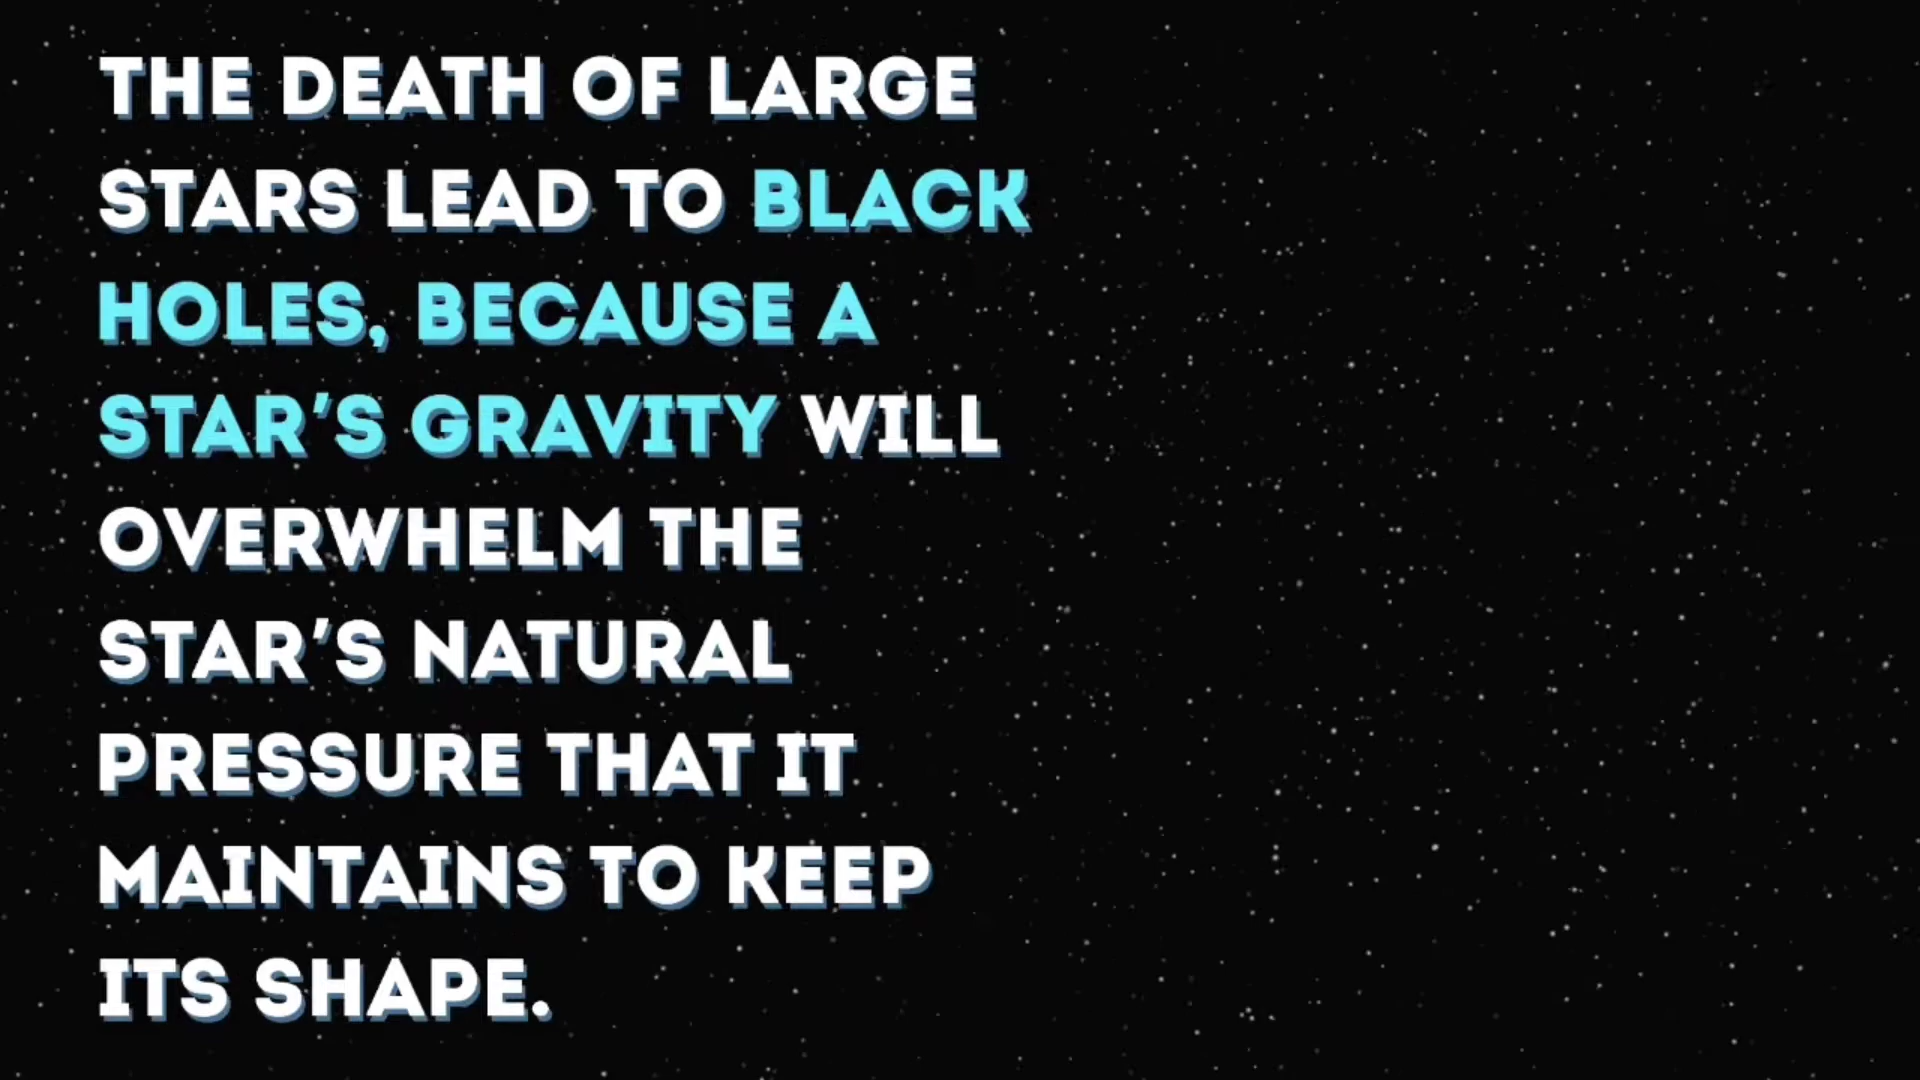 THE DEATH OF LARGE
STARS LEAD TO BLACK
HOLES, BECAUSE A
STAR'S GRAVITY WILL
OVERWHELM THE
STAR'S NATURAL
PRESSURE THAT IT
MAINTAINS TO KEEP
ITS SHAPE.